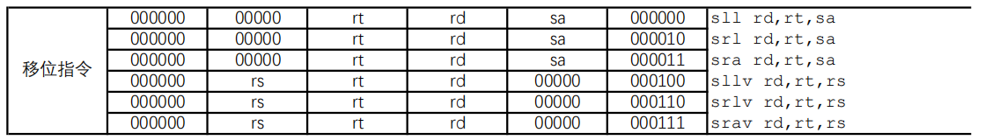 移位指令
000000 00000 rt rd sa 000000 sll rd,rt,sa
000000 00000 rt rd sa 000010 srl rd,rt,sa
000000 00000 rt rd sa 000011 sra rd,rt,sa
000000 rs rt rd 00000 000100 sllv rd,rt,rs
000000 rs rt rd 00000 000110 srlv rd,rt,rs
000000 rs rt rd 00000 000111 srav rd,rt,rs